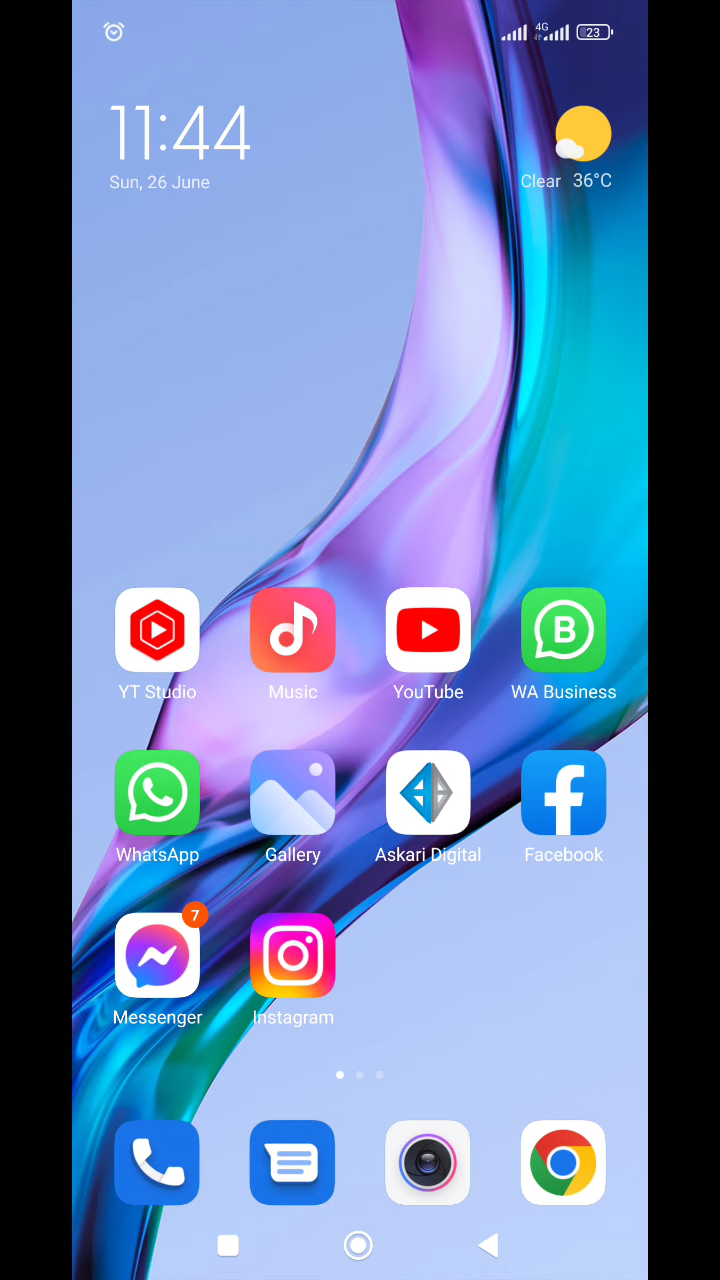 4G
23
11:44
Sun, 26 June
Clear 36°C
YT Studio
Music
YouTube
B
WA Business
WhatsApp
Gallery
Askari Digital
Facebook
7
Messenger
Instagram